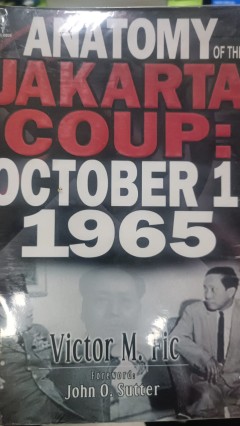 ANATOMY OF THE
JAKARTA
COUP:
OCTOBER 1
1965
Victor M. Fic
Foreword:
John O. Sutter